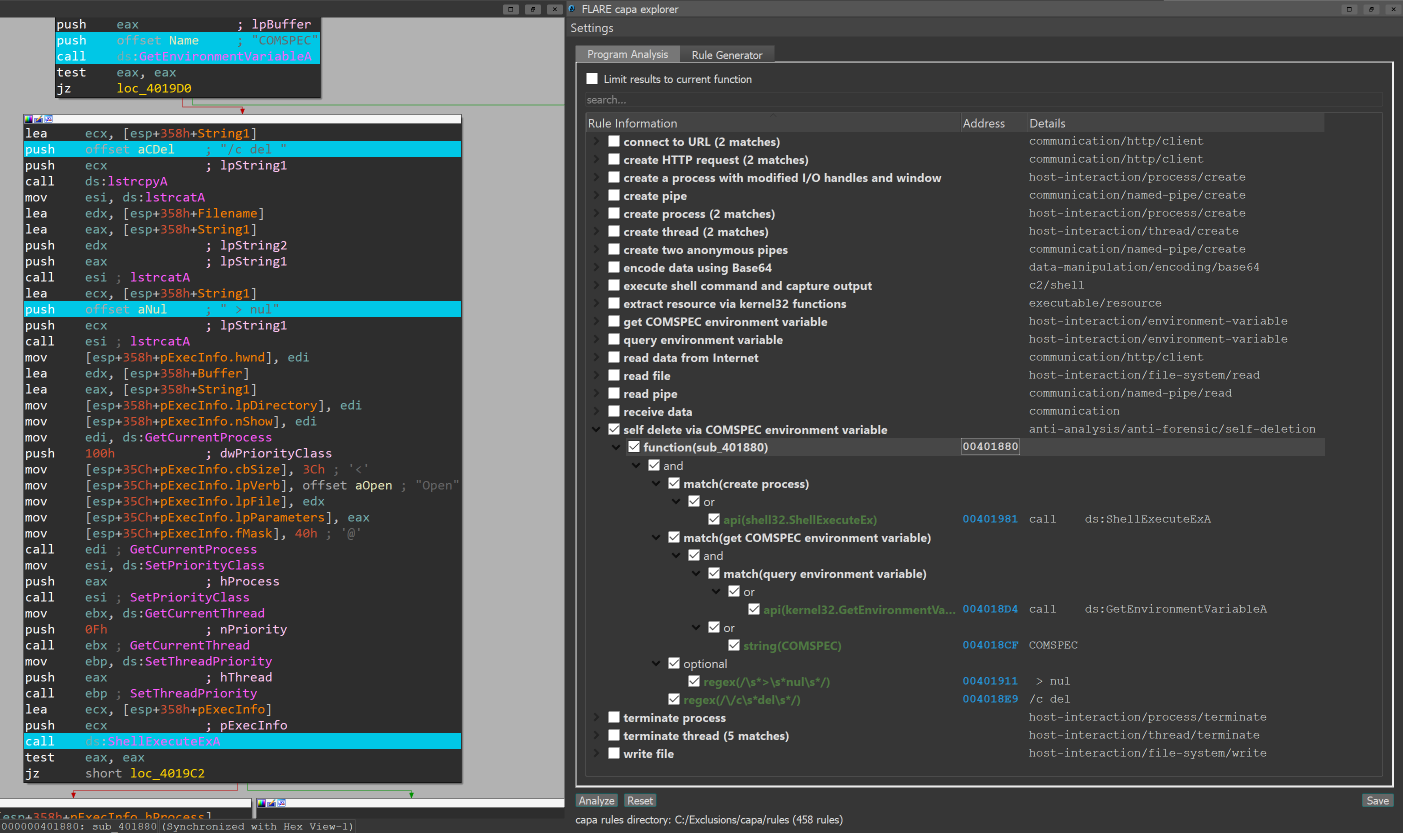 push eax ; lpBuffer
push offset Name ; "COMSPEC"
call ds:GetEnvironmentVariableA
test eax, eax
jz loc_4019D0
lea ecx, [esp+358h+String1]
push offset aCDel ; "/c del "
push ecx ; lpString1
call ds:lstrcpyA
mov esi, ds:lstrcatA
lea edx, [esp+358h+Filename]
lea eax, [esp+358h+String1]
push edx ; lpString2
push eax ; lpString1
call esi ; lstrcatA
lea ecx, [esp+358h+String1]
push offset aNul ; " > nul"
push ecx ; lpString1
call esi ; lstrcatA
mov [esp+358h+pExecInfo.hwnd], edi
lea edx, [esp+358h+Buffer]
lea eax, [esp+358h+String1]
mov [esp+358h+pExecInfo.lpDirectory], edi
mov [esp+358h+pExecInfo.nShow], edi
mov edi, ds:GetCurrentProcess
push 100h ; dwPriorityClass
mov [esp+35Ch+pExecInfo.cbSize], 3Ch ; '<'
mov [esp+35Ch+pExecInfo.lpVerb], offset aOpen ; "Open"
mov [esp+35Ch+pExecInfo.lpFile], edx
mov [esp+35Ch+pExecInfo.lpParameters], eax
mov [esp+35Ch+pExecInfo.fMask], 40h ; '@'
call edi ; GetCurrentProcess
mov esi, ds:SetPriorityClass
push eax ; hProcess
call esi ; SetPriorityClass
mov ebx, ds:GetCurrentThread
push 0Fh ; nPriority
call ebx ; GetCurrentThread
mov ebp, ds:SetThreadPriority
push eax ; hThread
call ebp ; SetThreadPriority
lea ecx, [esp+358h+pExecInfo]
push ecx ; pExecInfo
call ds:ShellExecuteExA
test eax, eax
jz short loc_4019C2
[esp+358h+pExecInfo.hProcess]
000000401880: sub_401880 (Synchronized with Hex View-1)
FLARE capa explorer
Settings
Program Analysis Rule Generator
Limit results to current function
search...
Rule Information Address Details
connect to URL (2 matches) communication/http/client
create HTTP request (2 matches) communication/http/client
create a process with modified I/O handles and window host-interaction/process/create
create pipe communication/named-pipe/create
create process (2 matches) host-interaction/process/create
create thread (2 matches) host-interaction/thread/create
create two anonymous pipes communication/named-pipe/create
encode data using Base64 data-manipulation/encoding/base64
execute shell command and capture output c2/shell
extract resource via kernel32 functions executable/resource
get COMSPEC environment variable host-interaction/environment-variable
query environment variable host-interaction/environment-variable
read data from Internet communication/http/client
read file host-interaction/file-system/read
read pipe communication/named-pipe/read
receive data communication
self delete via COMSPEC environment variable anti-analysis/anti-forensic/self-deletion
function(sub_401880) 00401880
and
match(create process)
or
api(shell32.ShellExecuteEx) 00401981 call ds:ShellExecuteExA
match(get COMSPEC environment variable)
and
match(query environment variable)
or
api(kernel32.GetEnvironmentVa... 004018D4 call ds:GetEnvironmentVariableA
or
string(COMSPEC) 004018CF COMSPEC
optional
regex(/\s*>\s*nul\s*/) 00401911 > nul
regex(/\/c\s*del\s*/) 004018E9 /c del
terminate process host-interaction/process/terminate
terminate thread (5 matches) host-interaction/thread/terminate
write file host-interaction/file-system/write
Analyze Reset Save
capa rules directory: C:/Exclusions/capa/rules (458 rules)